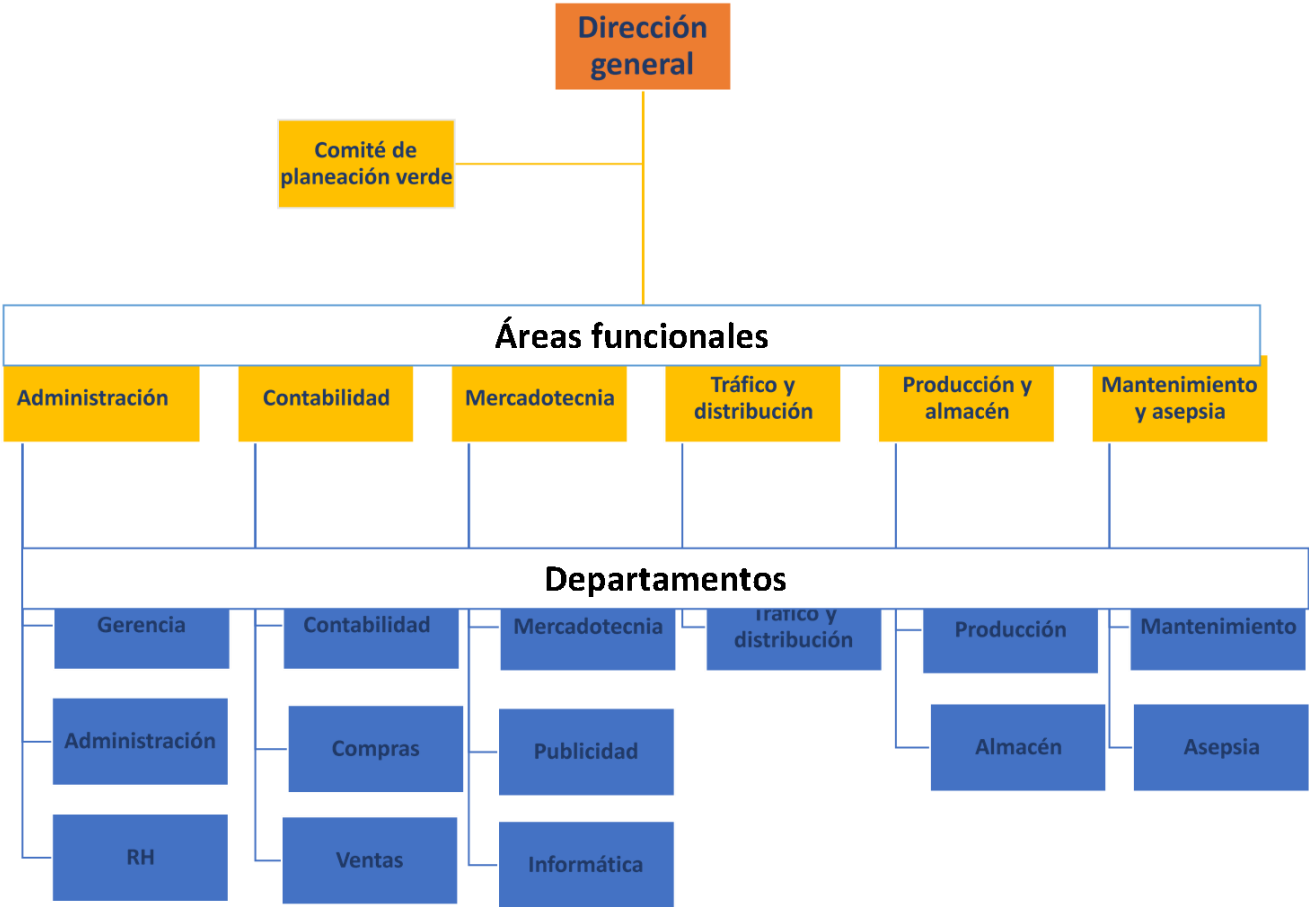 Dirección
general
Comité de
planeación verde
Áreas funcionales
Administración
Contabilidad
Mercadotecnia
Tráfico y
distribución
Producción y
almacén
Mantenimiento
y asepsia
Departamentos
Gerencia
Contabilidad
Mercadotecnia
Tráfico y
distribución
Producción
Mantenimiento
Administración
Compras
Publicidad
Almacén
Asepsia
RH
Ventas
Informática